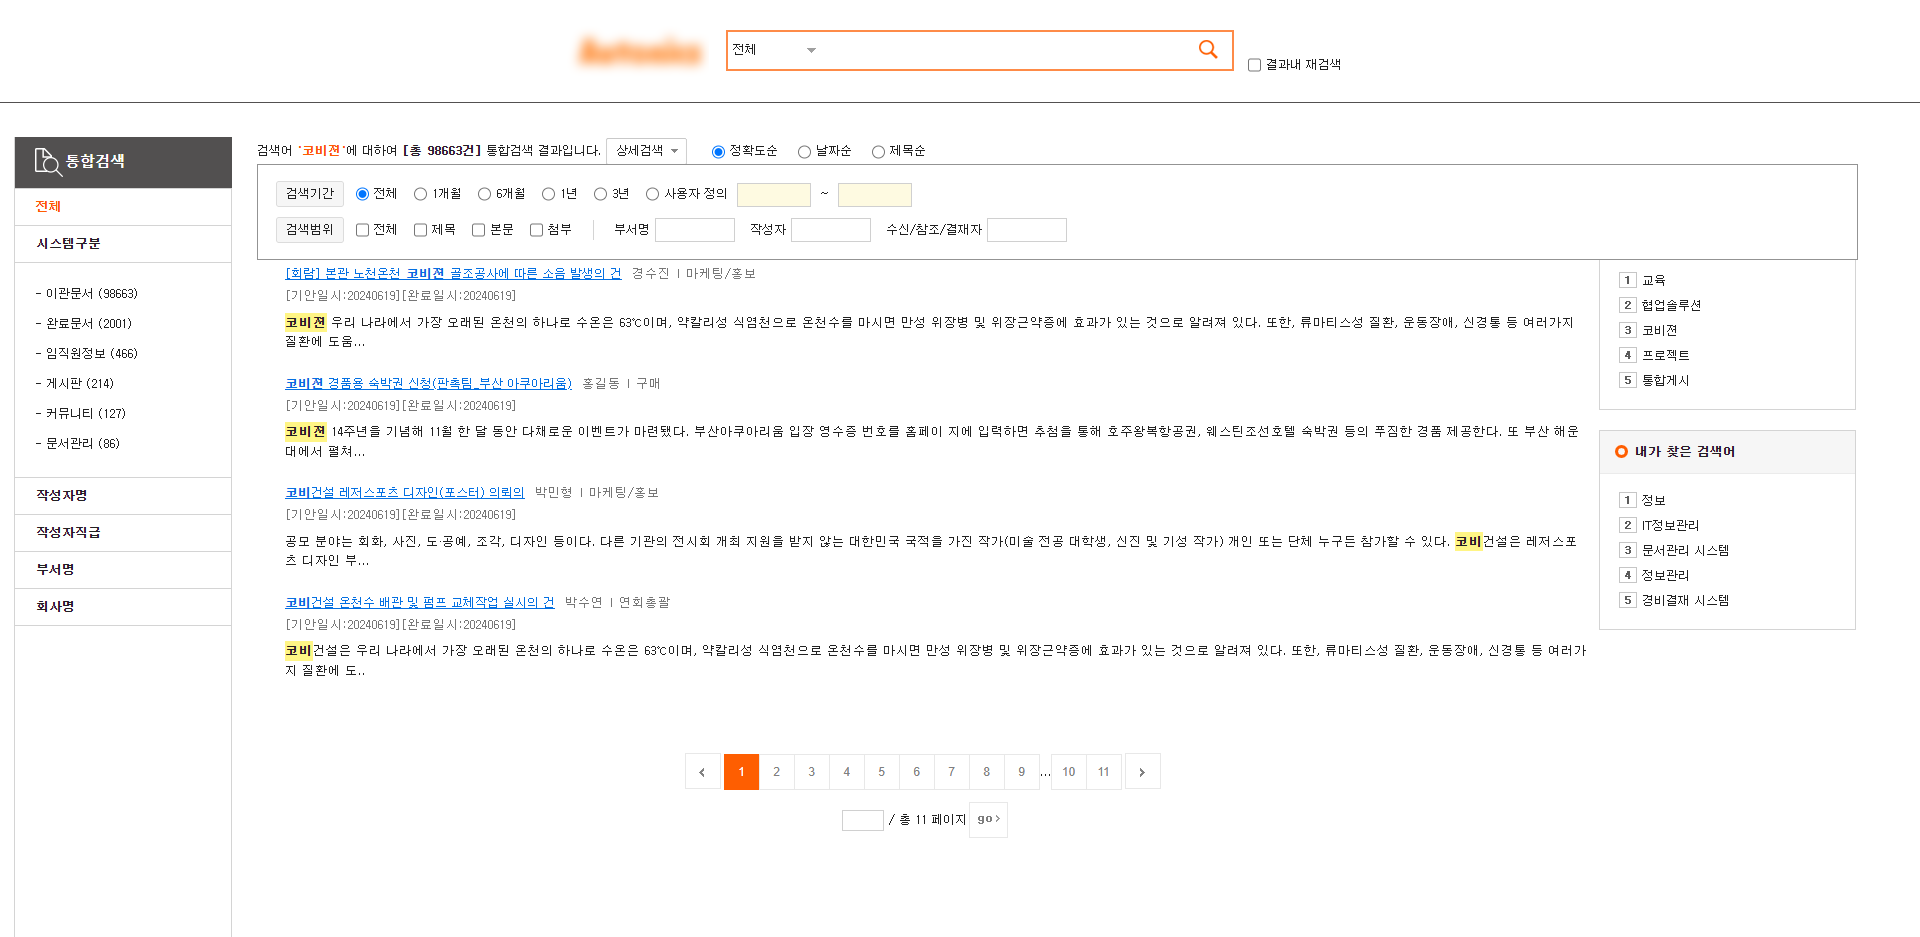 전체
결과내 재검색
통합검색
전체
시스템구분
- 이관문서 (98663)
- 완료문서 (2001)
- 임직원정보 (466)
- 게시판 (214)
- 커뮤니티 (127)
- 문서관리 (86)
작성자명
작성자직급
부서명
회사명
검색어 '코비젼'에 대하여 [총 98663건] 통합검색 결과입니다. 상세검색 정확도순 날짜순 제목순
검색기간 전체 1개월 6개월 1년 3년 사용자 정의 ~
검색범위 전체 제목 본문 첨부 부서명 작성자 수신/참조/결재자
[회람] 본관 노천온천 코비젼 골조공사에 따른 소음 발생의 건 경수진 | 마케팅/홍보
[기안일시:20240619][완료일시:20240619]
코비젼 우리 나라에서 가장 오래된 온천의 하나로 수온은 63℃이며, 약칼리성 식염천으로 온천수를 마시면 만성 위장병 및 위장근약증에 효과가 있는 것으로 알려져 있다. 또한, 류마티스성 질환, 운동장애, 신경통 등 여러가지
질환에 도움...
코비젼 경품용 숙박권 신청(판촉팀_부산 아쿠아리움) 홍길동 | 구매
[기안일시:20240619][완료일시:20240619]
코비젼 14주년을 기념해 11월 한 달 동안 다채로운 이벤트가 마련됐다. 부산아쿠아리움 입장 영수증 번호를 홈페이 지에 입력하면 추첨을 통해 호주왕복항공권, 웨스틴조선호텔 숙박권 등의 푸짐한 경품 제공한다. 또 부산 해운
대에서 펼쳐...
코비건설 레저스포츠 디자인(포스터) 의뢰의 박민형 | 마케팅/홍보
[기안일시:20240619][완료일시:20240619]
공모 분야는 회화, 사진, 도·공예, 조각, 디자인 등이다. 다른 기관의 전시회 개최 지원을 받지 않는 대한민국 국적을 가진 작가(미술 전공 대학생, 신진 및 기성 작가) 개인 또는 단체 누구든 참가할 수 있다. 코비건설은 레저스포
츠 디자인 부...
코비건설 온천수 배관 및 펌프 교체작업 실시의 건 박수연 | 연회총괄
[기안일시:20240619][완료일시:20240619]
코비건설은 우리 나라에서 가장 오래된 온천의 하나로 수온은 63℃이며, 약칼리성 식염천으로 온천수를 마시면 만성 위장병 및 위장근약증에 효과가 있는 것으로 알려져 있다. 또한, 류마티스성 질환, 운동장애, 신경통 등 여러가
지 질환에 도..
1 2 3 4 5 6 7 8 9 ... 10 11
/ 총 11 페이지 go
1 교육
2 협업솔루션
3 코비젼
4 프로젝트
5 통합게시
내가 찾은 검색어
1 정보
2 IT정보관리
3 문서관리 시스템
4 정보관리
5 경비결재 시스템